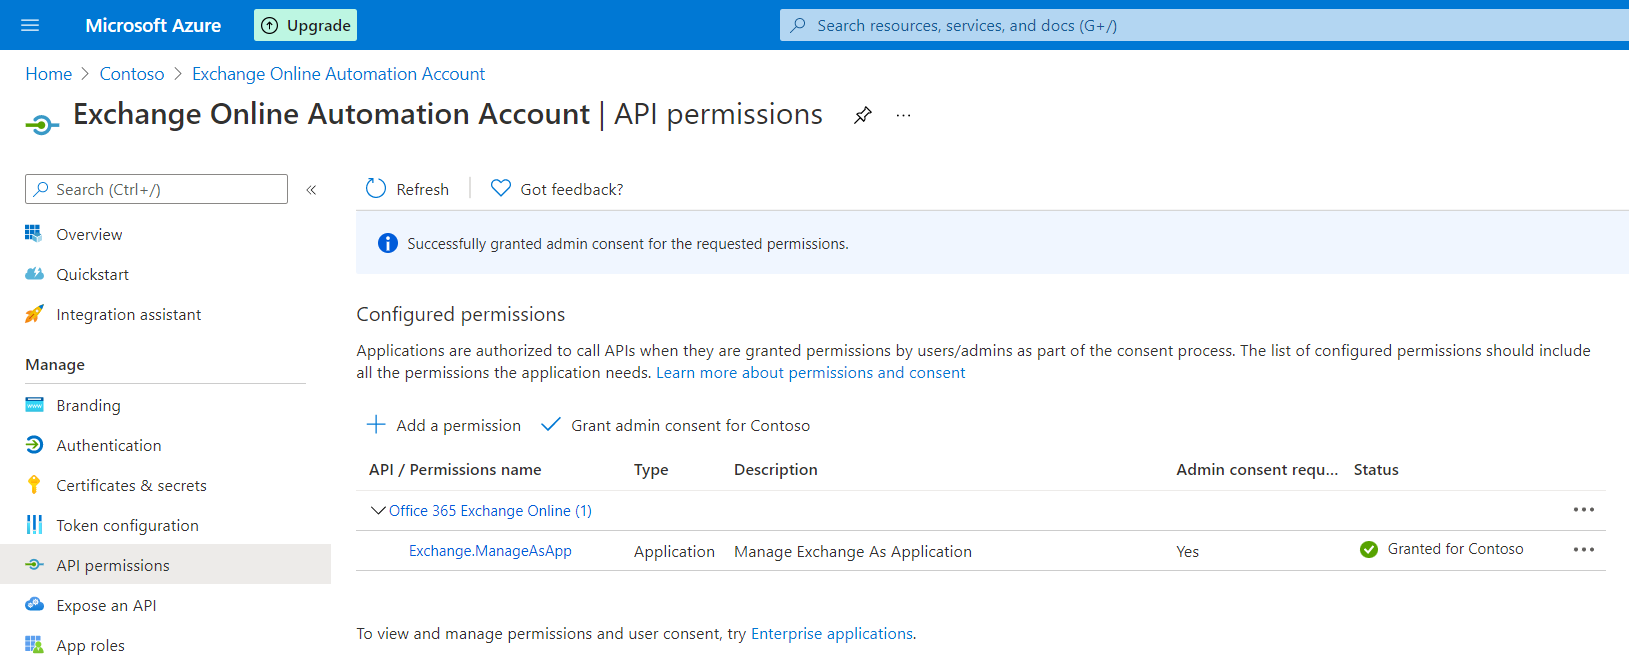 Microsoft Azure
Upgrade
Search resources, services, and docs (G+/)
Home > Contoso > Exchange Online Automation Account
Exchange Online Automation Account | API permissions
Search (Ctrl+/)
Overview
Quickstart
Integration assistant
Manage
Branding
Authentication
Certificates & secrets
Token configuration
API permissions
Expose an API
App roles
Refresh
Got feedback?
Successfully granted admin consent for the requested permissions.
Configured permissions
Applications are authorized to call APIs when they are granted permissions by users/admins as part of the consent process. The list of configured permissions should include
all the permissions the application needs. Learn more about permissions and consent
Add a permission
Grant admin consent for Contoso
API / Permissions name Type Description Admin consent requ... Status
Office 365 Exchange Online (1)
Exchange.ManageAsApp Application Manage Exchange As Application Yes Granted for Contoso
To view and manage permissions and user consent, try Enterprise applications.